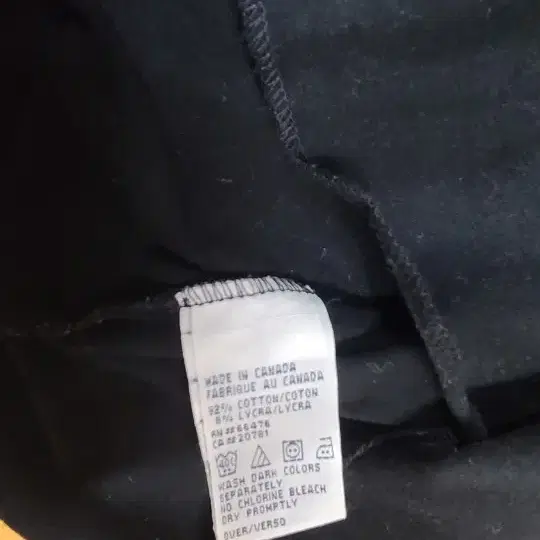 MADE IN CANADA
FABRIQUE AU CANADA
92% COTTON/COTON
8% LYCRA/LYCRA
RN##66476
CA##20781
40C
WASH DARK COLORS
SEPARATELY
NO CHLORINE BLEACH
DRY PROMPTLY
OVER/VERSO